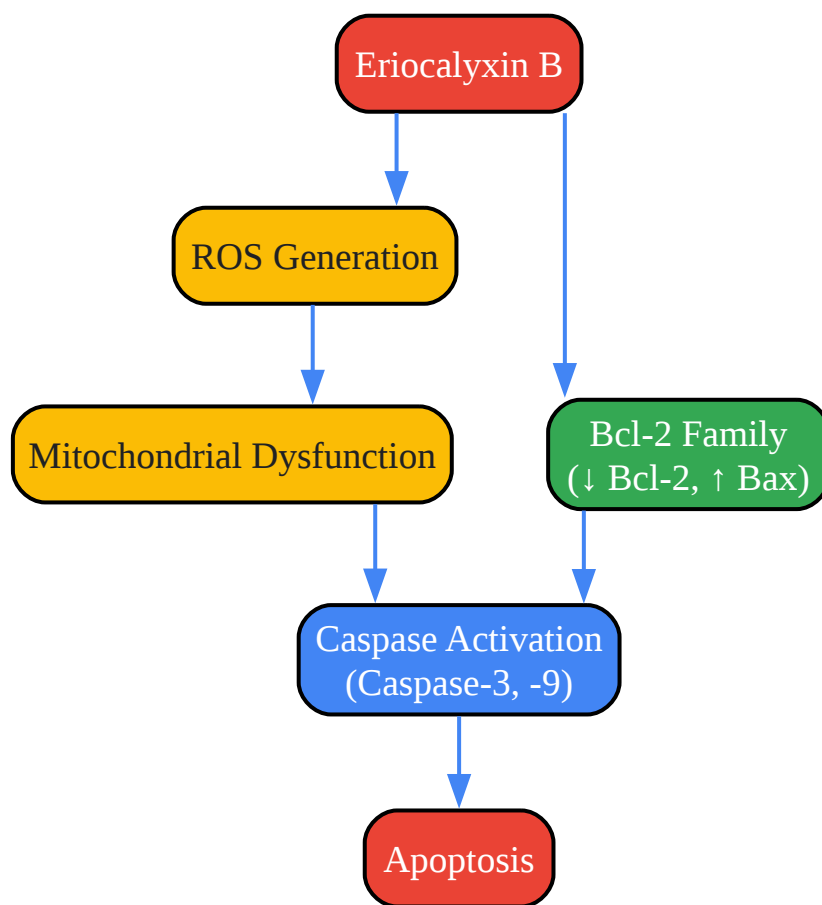 Eriocalyxin B
ROS Generation
Mitochondrial Dysfunction
Bcl-2 Family
(↓ Bcl-2, ↑ Bax)
Caspase Activation
(Caspase-3, -9)
Apoptosis